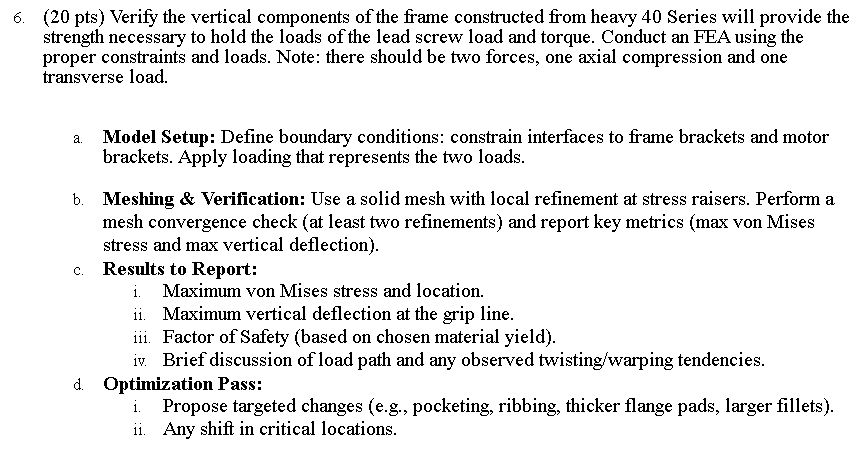 6. (20 pts) Verify the vertical components of the frame constructed from heavy 40 Series will provide the
strength necessary to hold the loads of the lead screw load and torque. Conduct an FEA using the
proper constraints and loads. Note: there should be two forces, one axial compression and one
transverse load.
a. Model Setup: Define boundary conditions: constrain interfaces to frame brackets and motor
brackets. Apply loading that represents the two loads.
b. Meshing & Verification: Use a solid mesh with local refinement at stress raisers. Perform a
mesh convergence check (at least two refinements) and report key metrics (max von Mises
stress and max vertical deflection).
c. Results to Report:
i. Maximum von Mises stress and location.
ii. Maximum vertical deflection at the grip line.
iii. Factor of Safety (based on chosen material yield).
iv. Brief discussion of load path and any observed twisting/warping tendencies.
d. Optimization Pass:
i. Propose targeted changes (e.g., pocketing, ribbing, thicker flange pads, larger fillets).
ii. Any shift in critical locations.